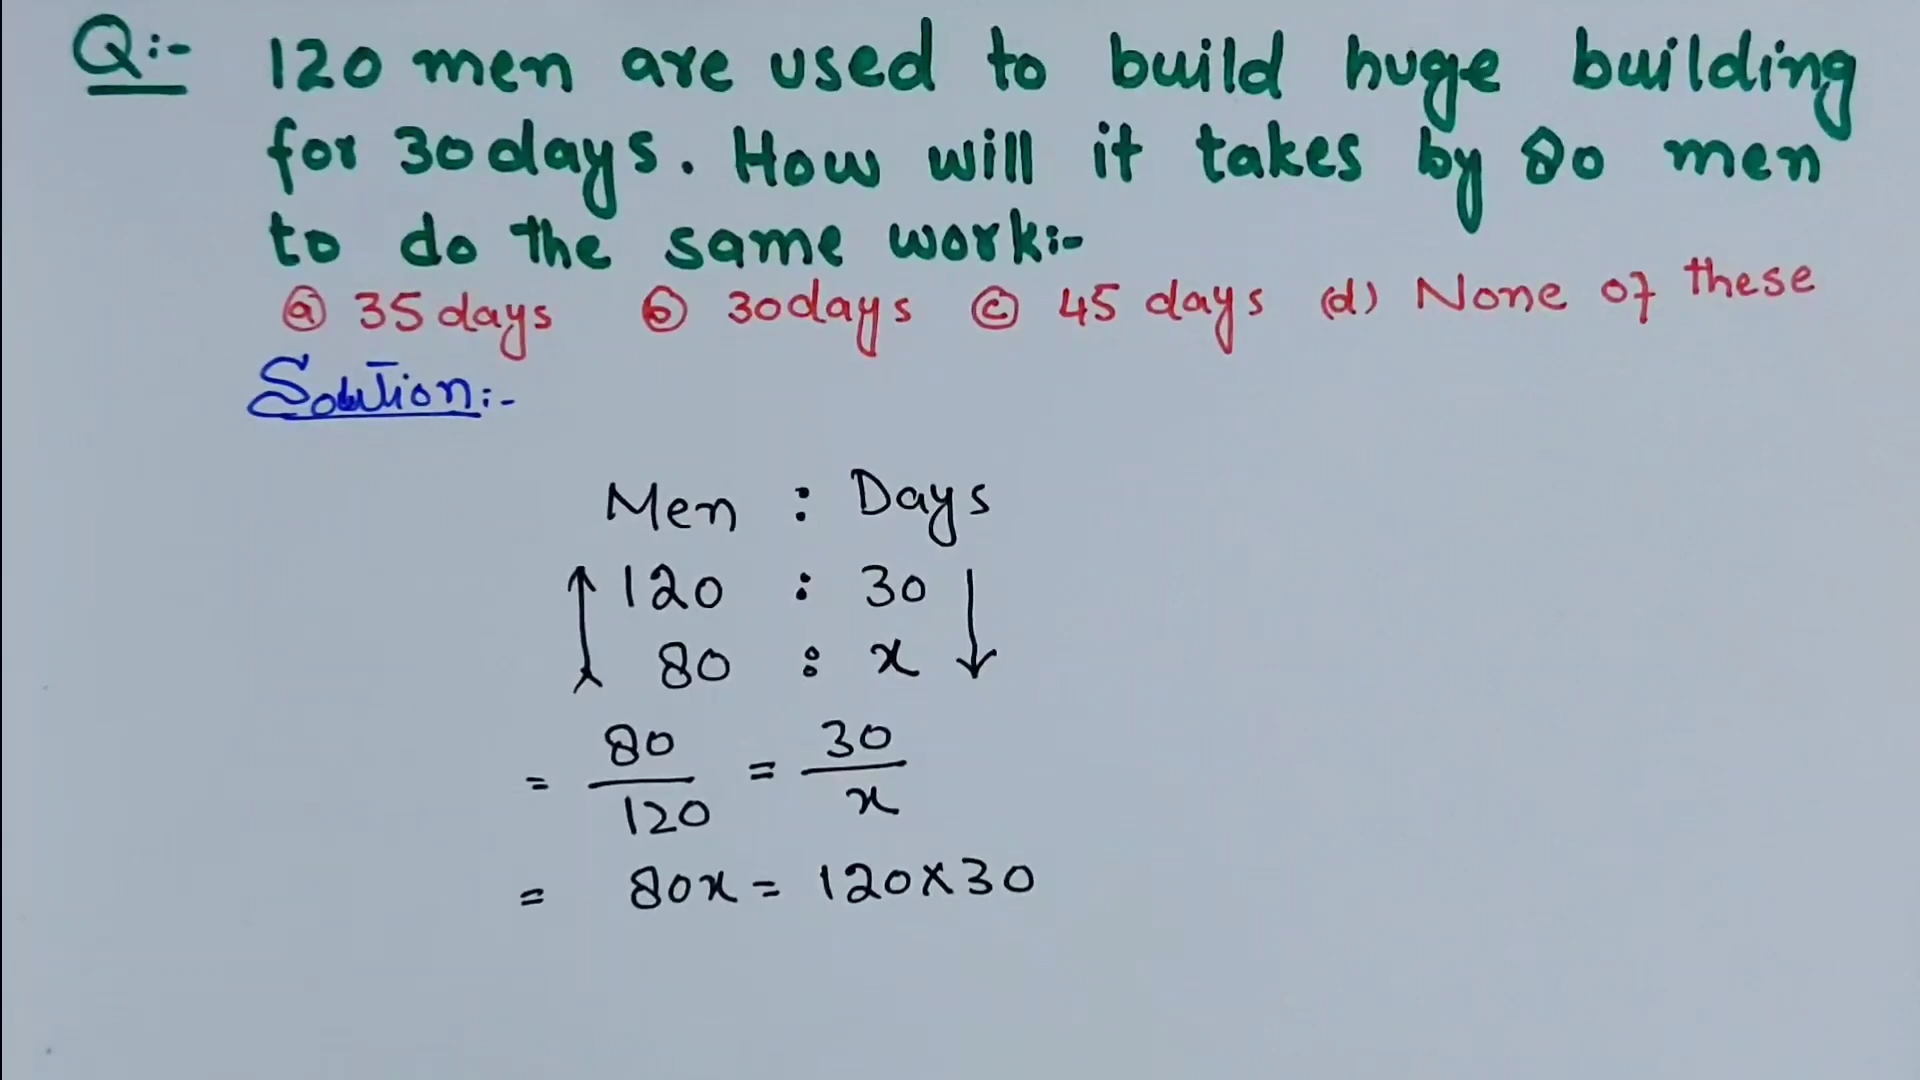 Q:- 120 men are used to build huge building
for 30 days. How will it takes by 80 men
to do the same work:-
(a) 35 days (b) 30 days (c) 45 days (d) None of these
Solution:-
Men : Days
↑ 120 : 30 ↓
80 : x
= 80/120 = 30/x
= 80x = 120×30